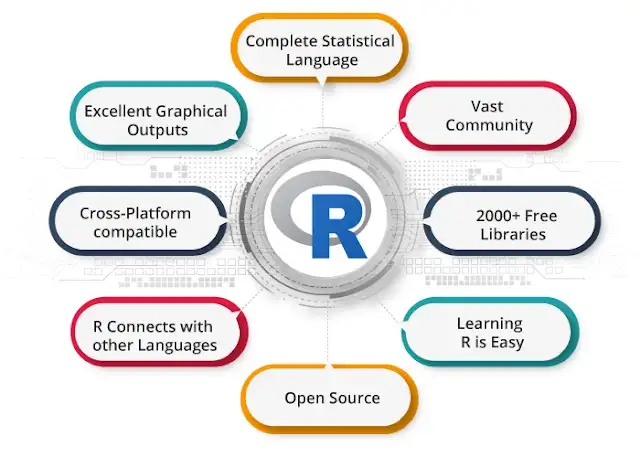 Complete Statistical
Language
Excellent Graphical
Outputs
Vast
Community
Cross-Platform
compatible
R
2000+ Free
Libraries
R Connects with
other Languages
Learning
R is Easy
Open Source